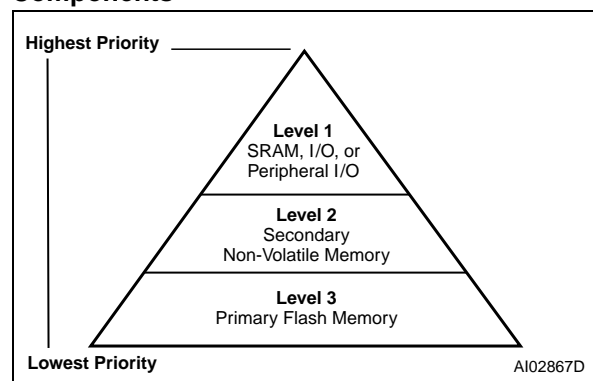 Components
Highest Priority
Level 1
SRAM, I/O, or
Peripheral I/O
Level 2
Secondary
Non-Volatile Memory
Level 3
Primary Flash Memory
Lowest Priority
AI02867D